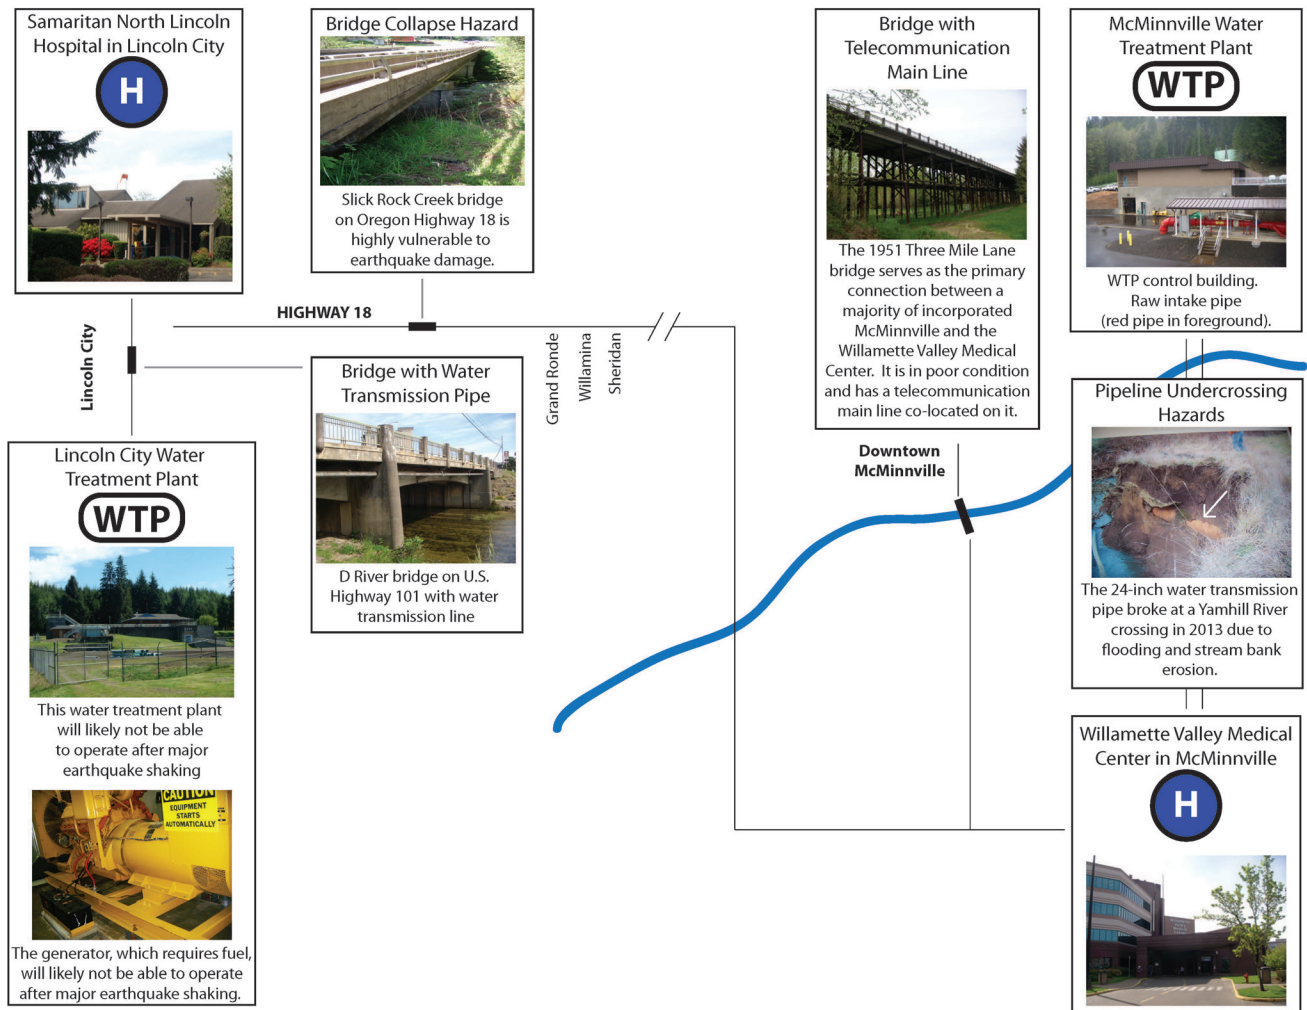 Samaritan North Lincoln
Hospital in Lincoln City
H
Bridge Collapse Hazard
Slick Rock Creek bridge
on Oregon Highway 18 is
highly vulnerable to
earthquake damage.
Bridge with
Telecommunication
Main Line
The 1951 Three Mile Lane
bridge serves as the primary
connection between a
majority of incorporated
McMinnville and the
Willamette Valley Medical
Center. It is in poor condition
and has a telecommunication
main line co-located on it.
McMinnville Water
Treatment Plant
WTP
WTP control building.
Raw intake pipe
(red pipe in foreground).
HIGHWAY 18
Lincoln City
Grand Ronde
Willamina
Sheridan
Bridge with Water
Transmission Pipe
D River bridge on U.S.
Highway 101 with water
transmission line
Downtown
McMinnville
Pipeline Undercrossing
Hazards
The 24-inch water transmission
pipe broke at a Yamhill River
crossing in 2013 due to
flooding and stream bank
erosion.
Lincoln City Water
Treatment Plant
WTP
This water treatment plant
will likely not be able
to operate after major
earthquake shaking
CAUTION
EQUIPMENT
STARTS
AUTOMATICALLY
The generator, which requires fuel,
will likely not be able to operate
after major earthquake shaking.
Willamette Valley Medical
Center in McMinnville
H